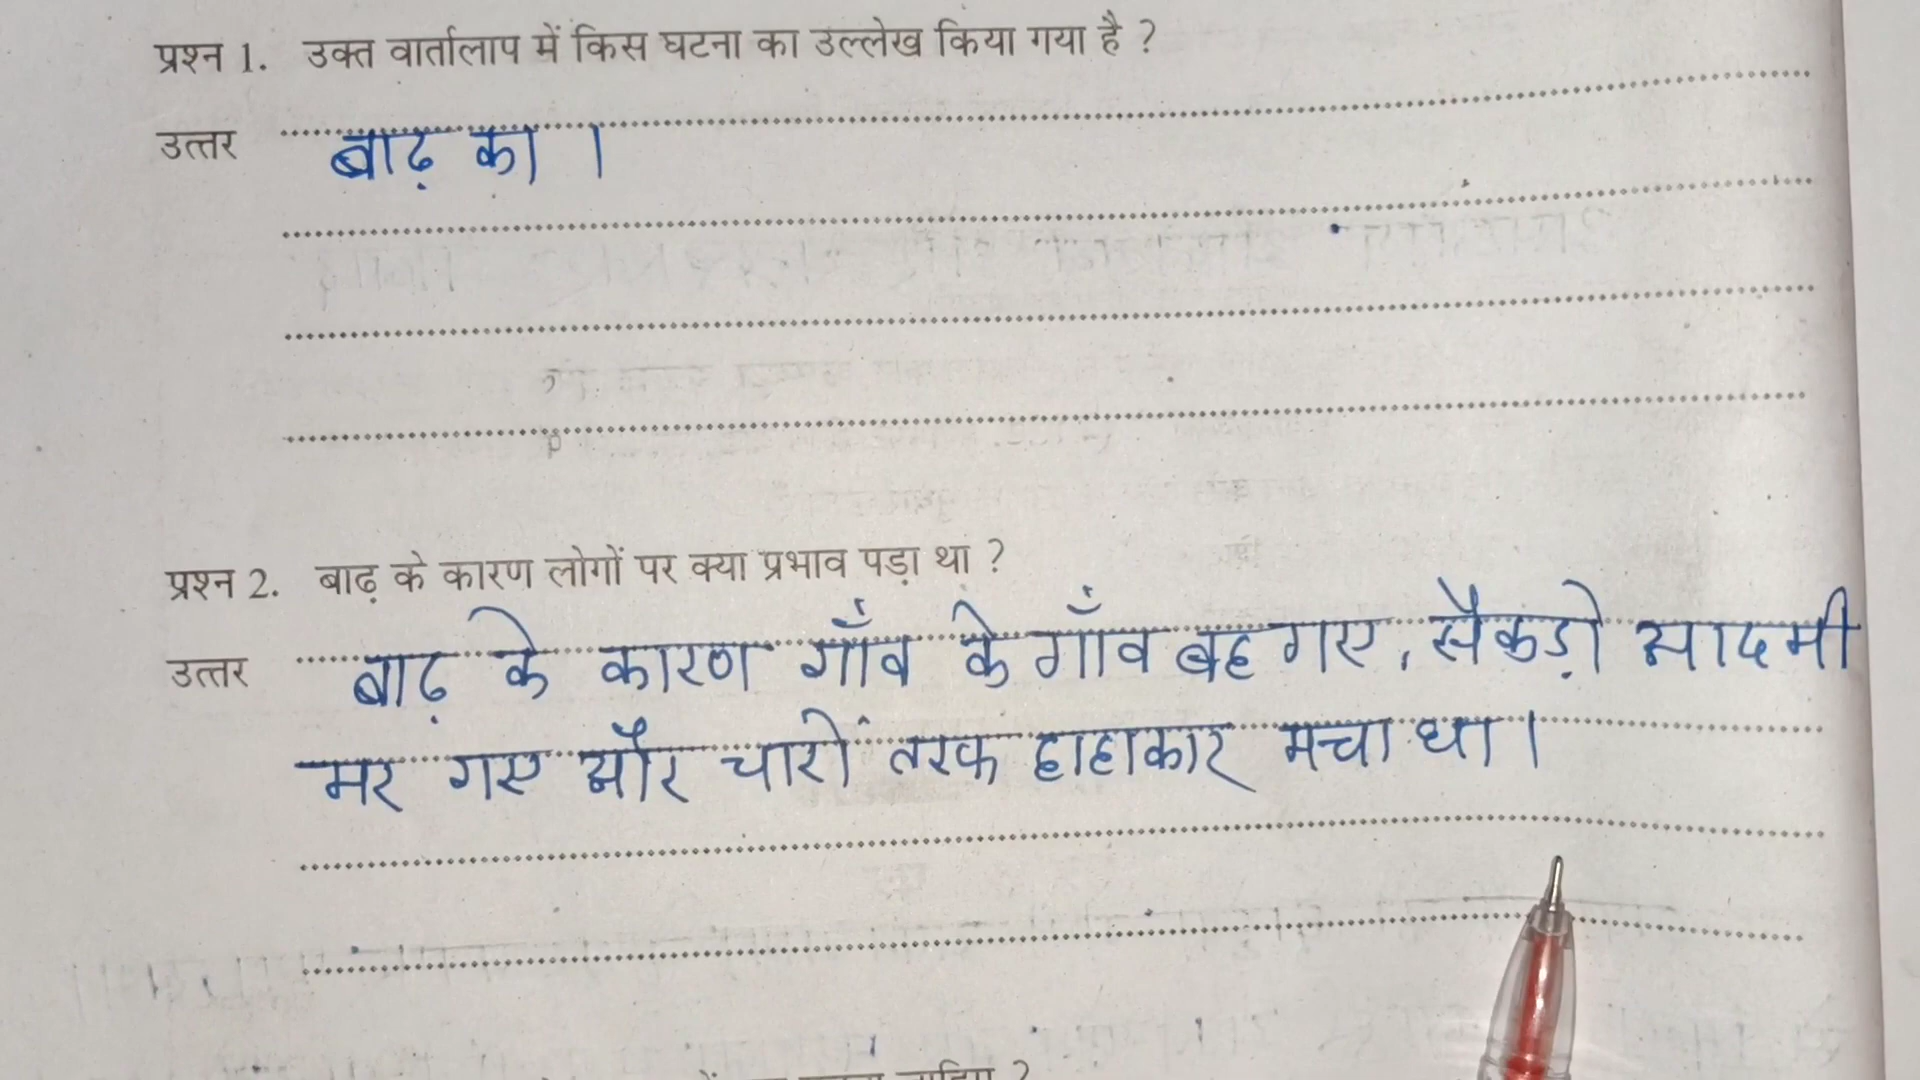 प्रश्न 1. उक्त वार्तालाप में किस घटना का उल्लेख किया गया है ?
उत्तर बाढ़ का ।
प्रश्न 2. बाढ़ के कारण लोगों पर क्या प्रभाव पड़ा था ?
उत्तर बाढ़ के कारण गाँव के गाँव बह गए, सैकड़ो आदमी
मर गए और चारों तरफ हाहाकार मचा था ।